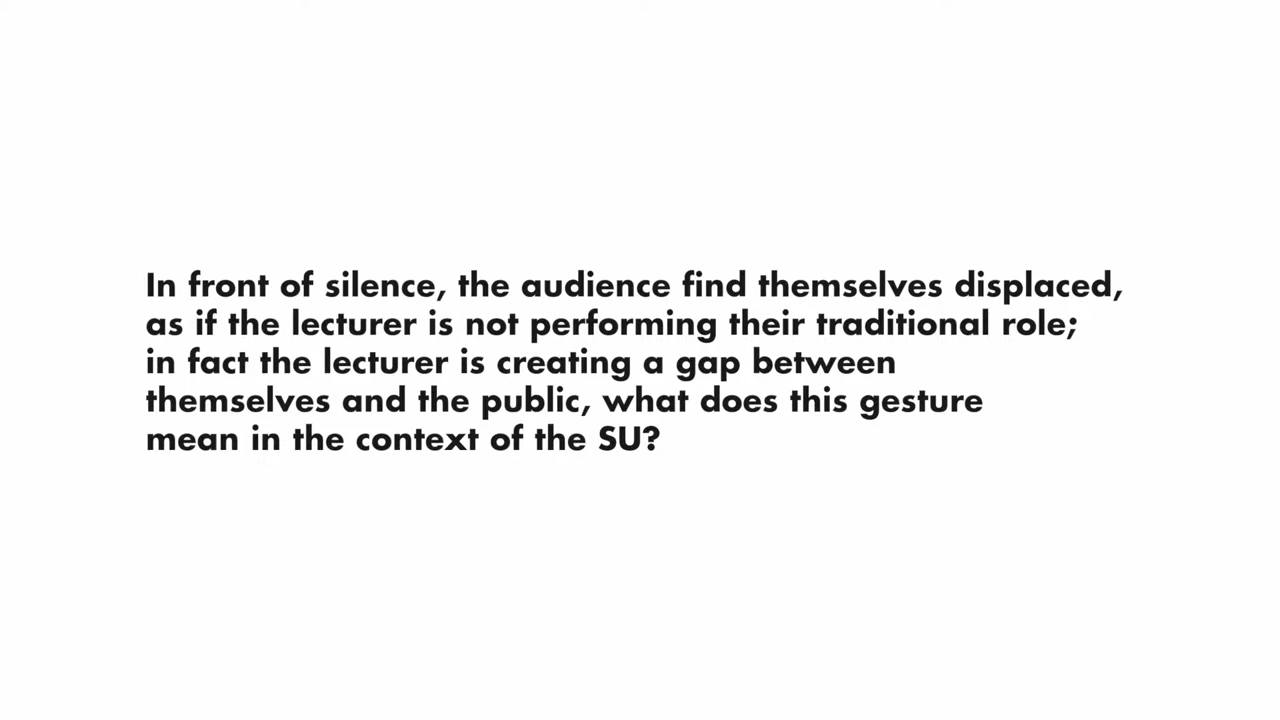 In front of silence, the audience find themselves displaced,
as if the lecturer is not performing their traditional role;
in fact the lecturer is creating a gap between
themselves and the public, what does this gesture
mean in the context of the SU?